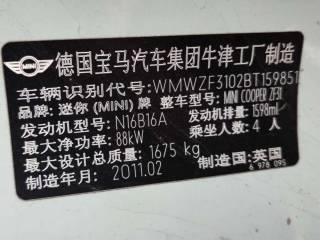 MINI 德国宝马汽车集团牛津工厂制造
车辆识别代号: WMWZF3102BT159851
品牌: 迷你 (MINI) 牌 整车型号: MINI COOPER ZF31
发动机型号: N16B16A 发动机排量: 1598ml
最大净功率: 88kW 乘坐人数: 4 人
最大设计总质量: 1675 kg
制造年月: 2011.02 制造国: 英国
6 978 095